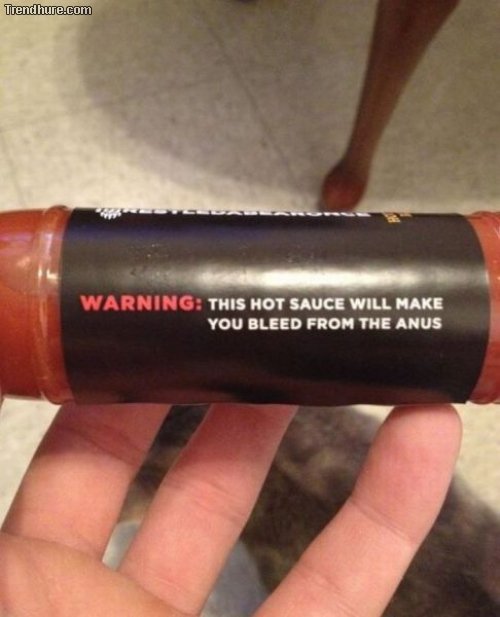 Trendhure.com
WARNING: THIS HOT SAUCE WILL MAKE
YOU BLEED FROM THE ANUS